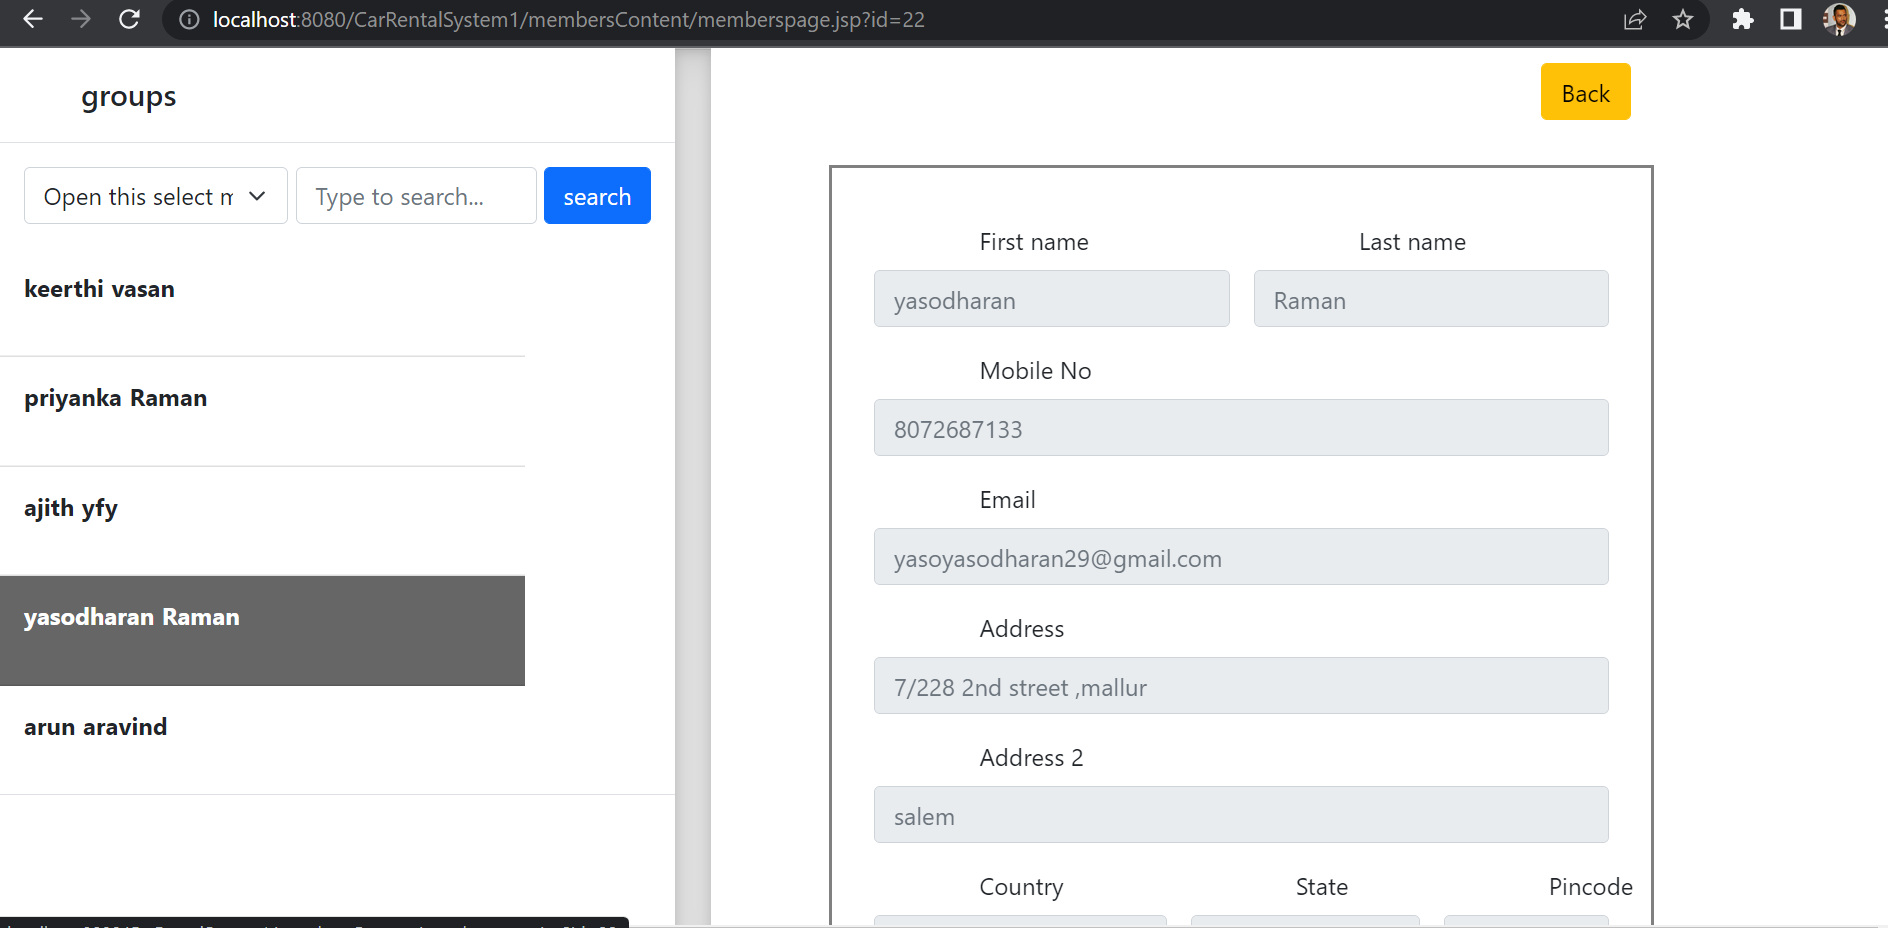 localhost:8080/CarRentalSystem1/membersContent/memberspage.jsp?id=22
groups
Open this select
Type to search...
search
keerthi vasan
priyanka Raman
ajith yfy
yasodharan Raman
arun aravind
Back
First name
Last name
yasodharan
Raman
Mobile No
8072687133
Email
yasoyasodharan29@gmail.com
Address
7/228 2nd street ,mallur
Address 2
salem
Country
State
Pincode